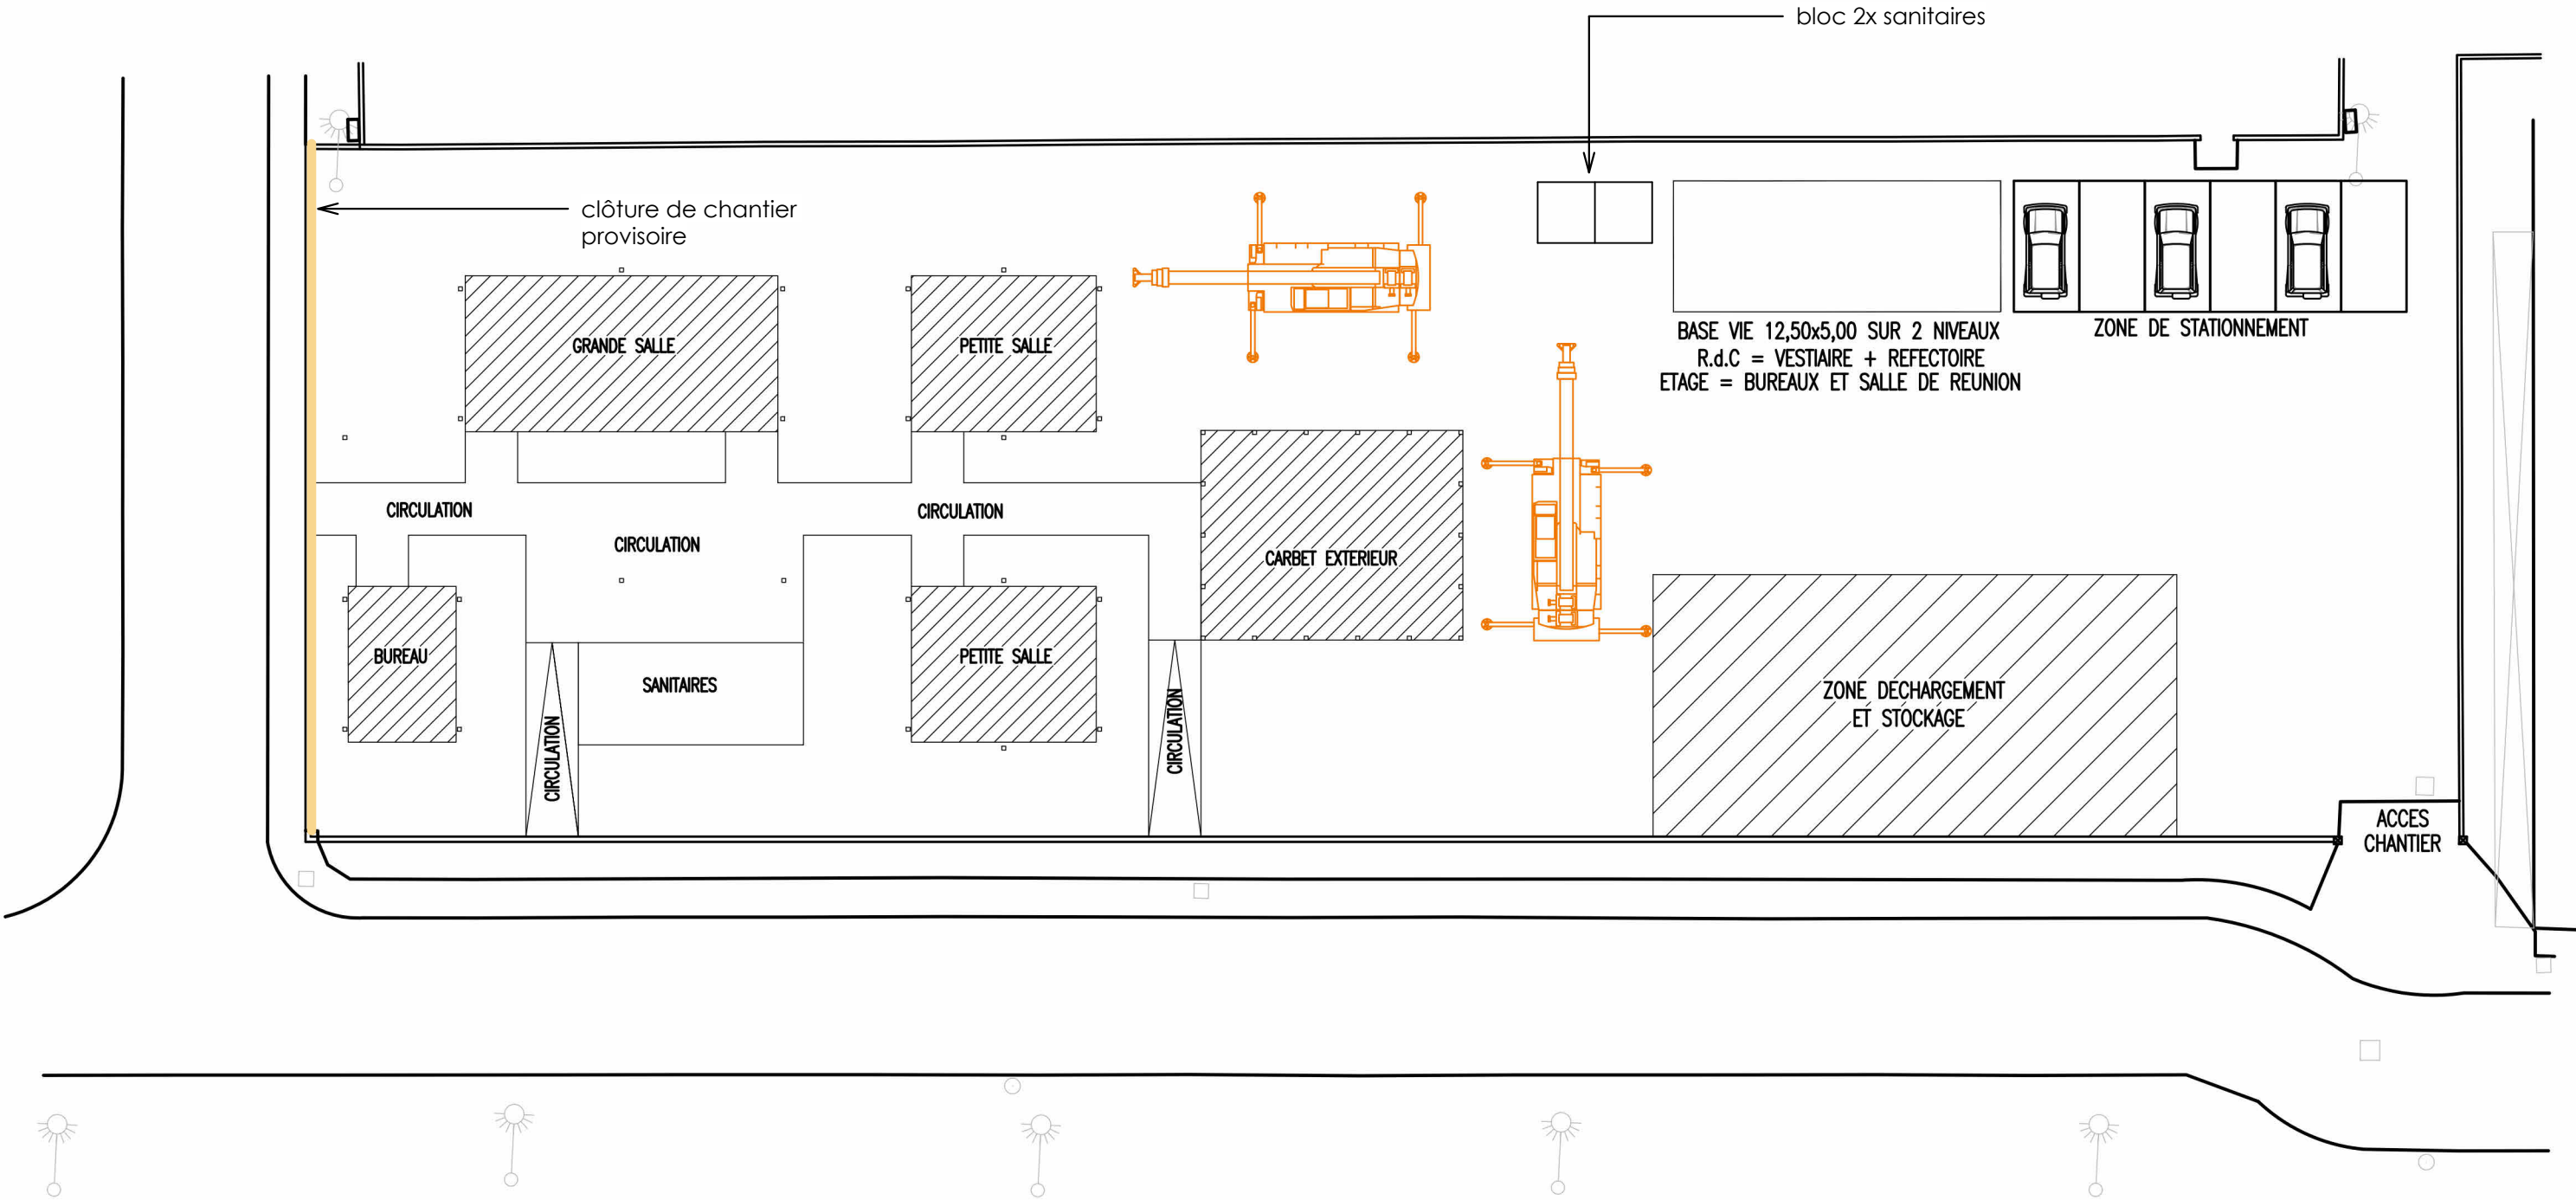 bloc 2x sanitaires
clôture de chantier
provisoire
BASE VIE 12,50x5,00 SUR 2 NIVEAUX
R.d.C = VESTIAIRE + REFECTOIRE
ETAGE = BUREAUX ET SALLE DE REUNION
ZONE DE STATIONNEMENT
GRANDE SALLE
PETITE SALLE
CIRCULATION
CIRCULATION
CIRCULATION
CARBET EXTERIEUR
BUREAU
SANITAIRES
PETITE SALLE
CIRCULATION
CIRCULATION
ZONE DECHARGEMENT
ET STOCKAGE
ACCES
CHANTIER